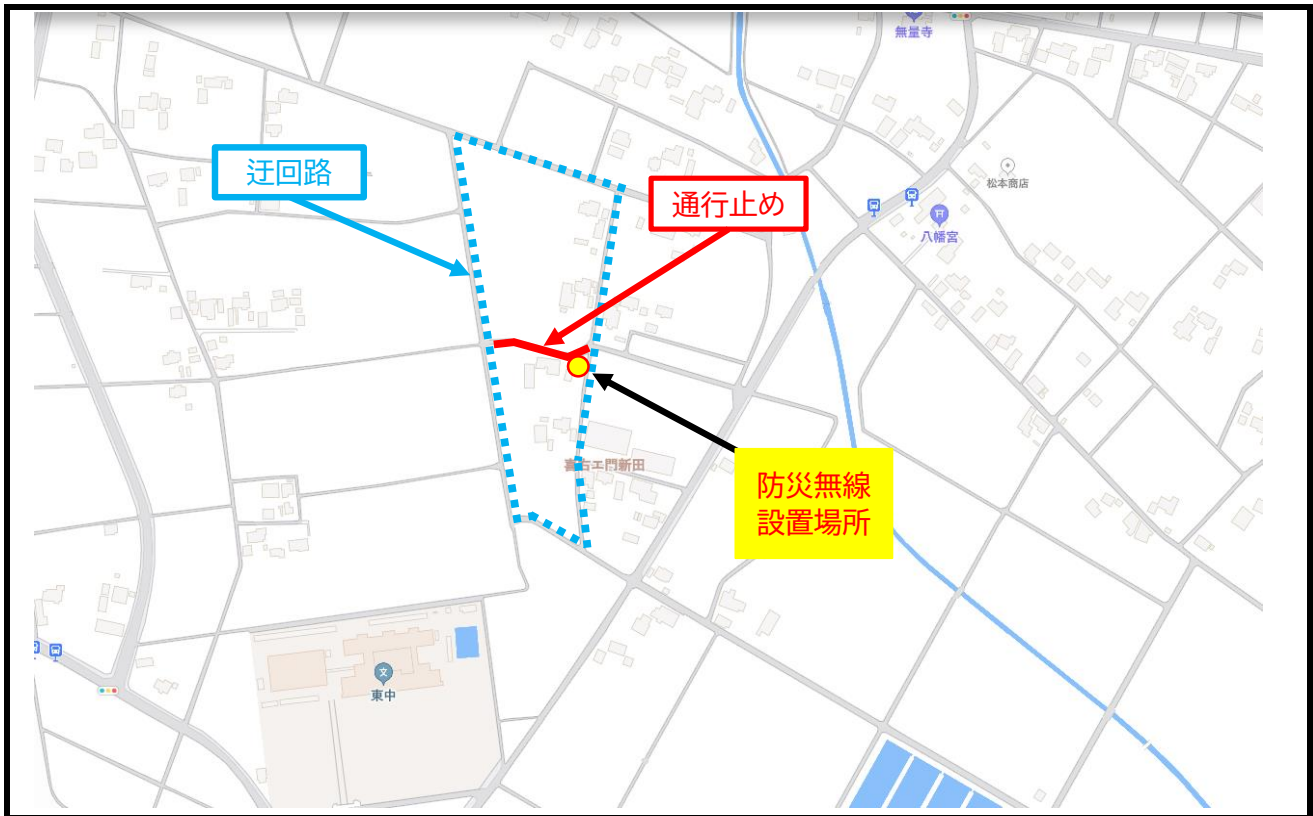 無量寺
迂回路
通行止め
松本商店
八幡宮
喜右エ門新田
防災無線
設置場所
文
東中